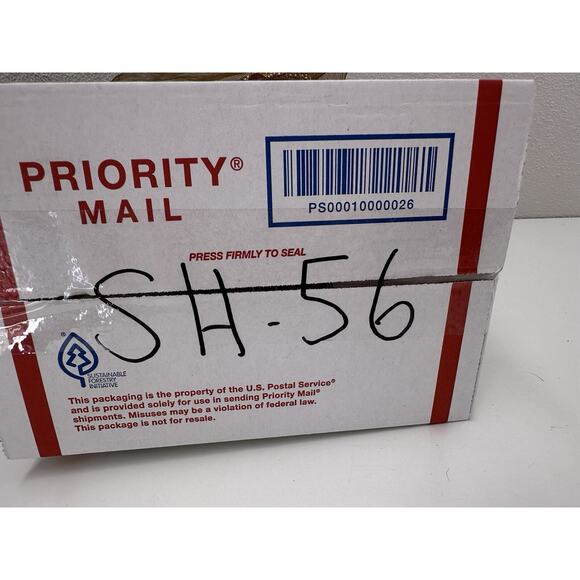 PRIORITY®
MAIL
PS00010000026
PRESS FIRMLY TO SEAL
SH-56
SUSTAINABLE
FORESTRY
INITIATIVE
This packaging is the property of the U.S. Postal Service®
and is provided solely for use in sending Priority Mail®
shipments. Misuses may be a violation of federal law.
This package is not for resale.